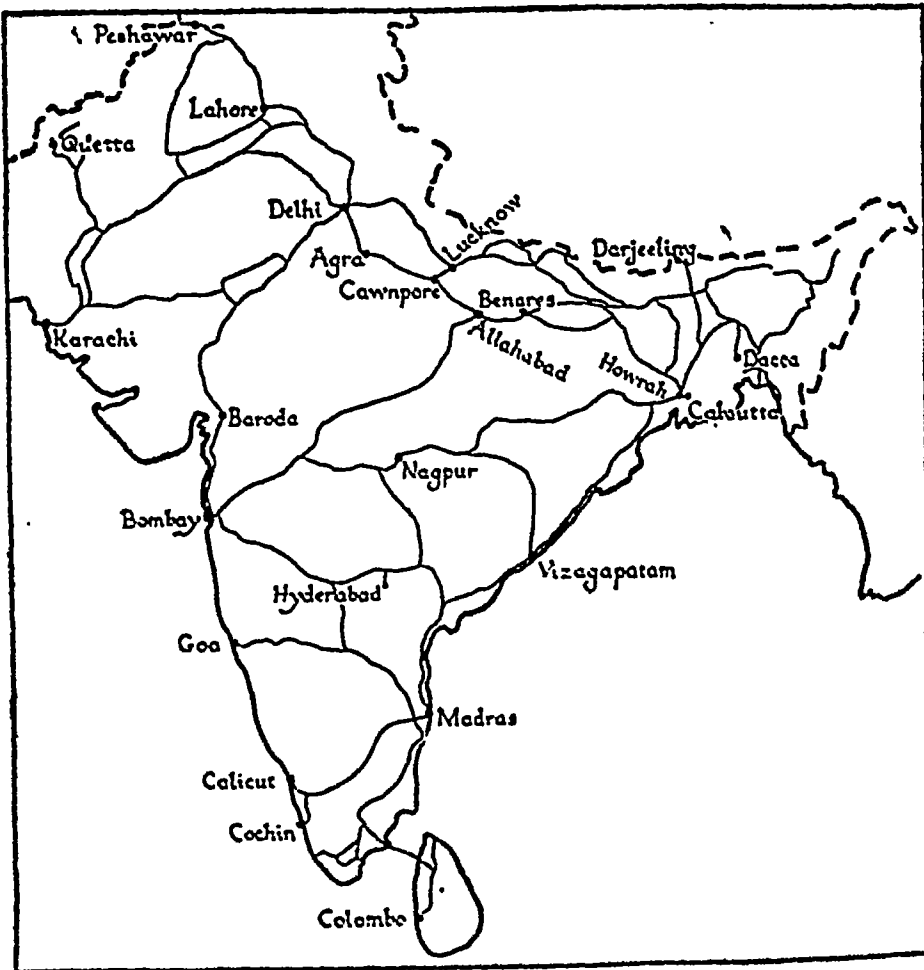 Peshawar
Lahore
Quetta
Delhi
Lucknow
Darjeeling
Agra
Cawnpore
Benares
Karachi
Allahabad
Howrah
Dacca
Calcutta
Baroda
Nagpur
Bombay
Vizagapatam
Hyderabad
Goa
Madras
Calicut
Cochin
Colombo